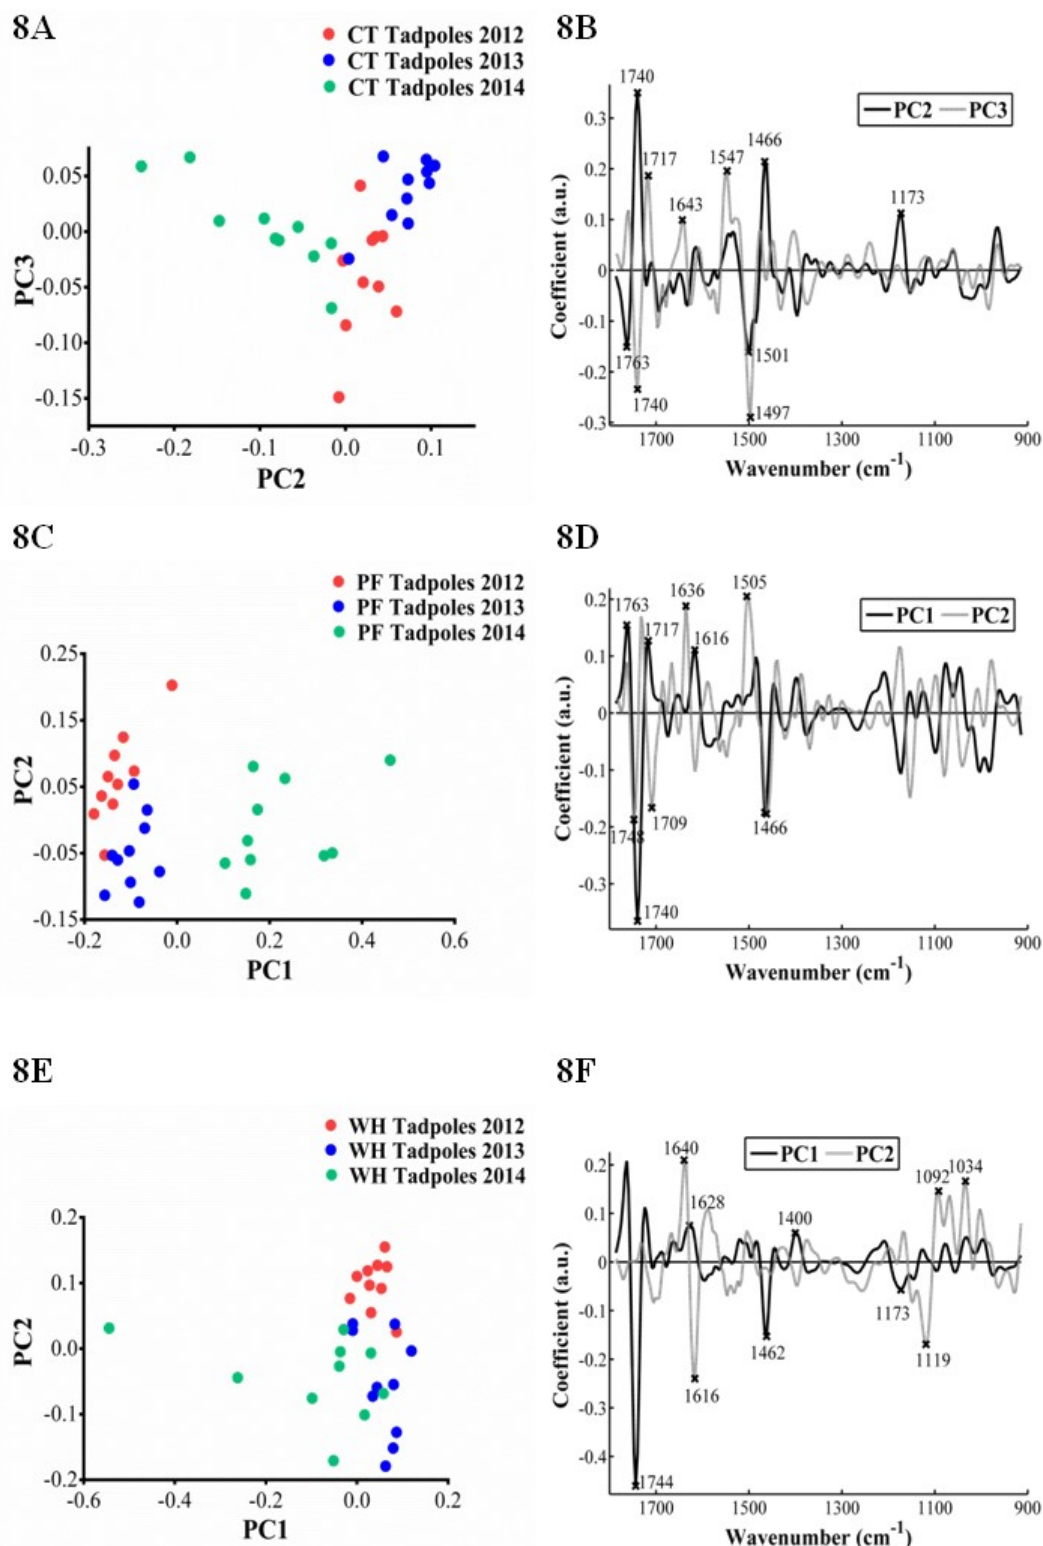 8A
CT Tadpoles 2012
CT Tadpoles 2013
CT Tadpoles 2014
0.05
0.00
-0.05
-0.10
-0.15
PC3
-0.3 -0.2 -0.1 0.0 0.1
PC2
8B
1740
PC2 PC3
1717
1547
1466
1643
1173
1763
1740
1501
1497
0.3
0.2
0.1
0
-0.1
-0.2
-0.3
Coefficient (a.u.)
1700 1500 1300 1100 900
Wavenumber (cm-1)
8C
PF Tadpoles 2012
PF Tadpoles 2013
PF Tadpoles 2014
0.25
0.15
0.05
-0.05
-0.15
PC2
-0.2 0.0 0.2 0.4 0.6
PC1
8D
1763
1636
1505
PC1 PC2
1717
1616
1709
1466
1740
0.2
0.1
0
-0.1
-0.2
-0.3
Coefficient (a.u.)
1700 1500 1300 1100 900
Wavenumber (cm-1)
8E
WH Tadpoles 2012
WH Tadpoles 2013
WH Tadpoles 2014
0.2
0.1
0.0
-0.1
-0.2
PC2
-0.6 -0.4 -0.2 0.0 0.2
PC1
8F
1640
PC1 PC2
1092
1034
1628
1400
1173
1462
1119
1616
1744
0.2
0.1
0
-0.1
-0.2
-0.3
-0.4
Coefficient (a.u.)
1700 1500 1300 1100 900
Wavenumber (cm-1)